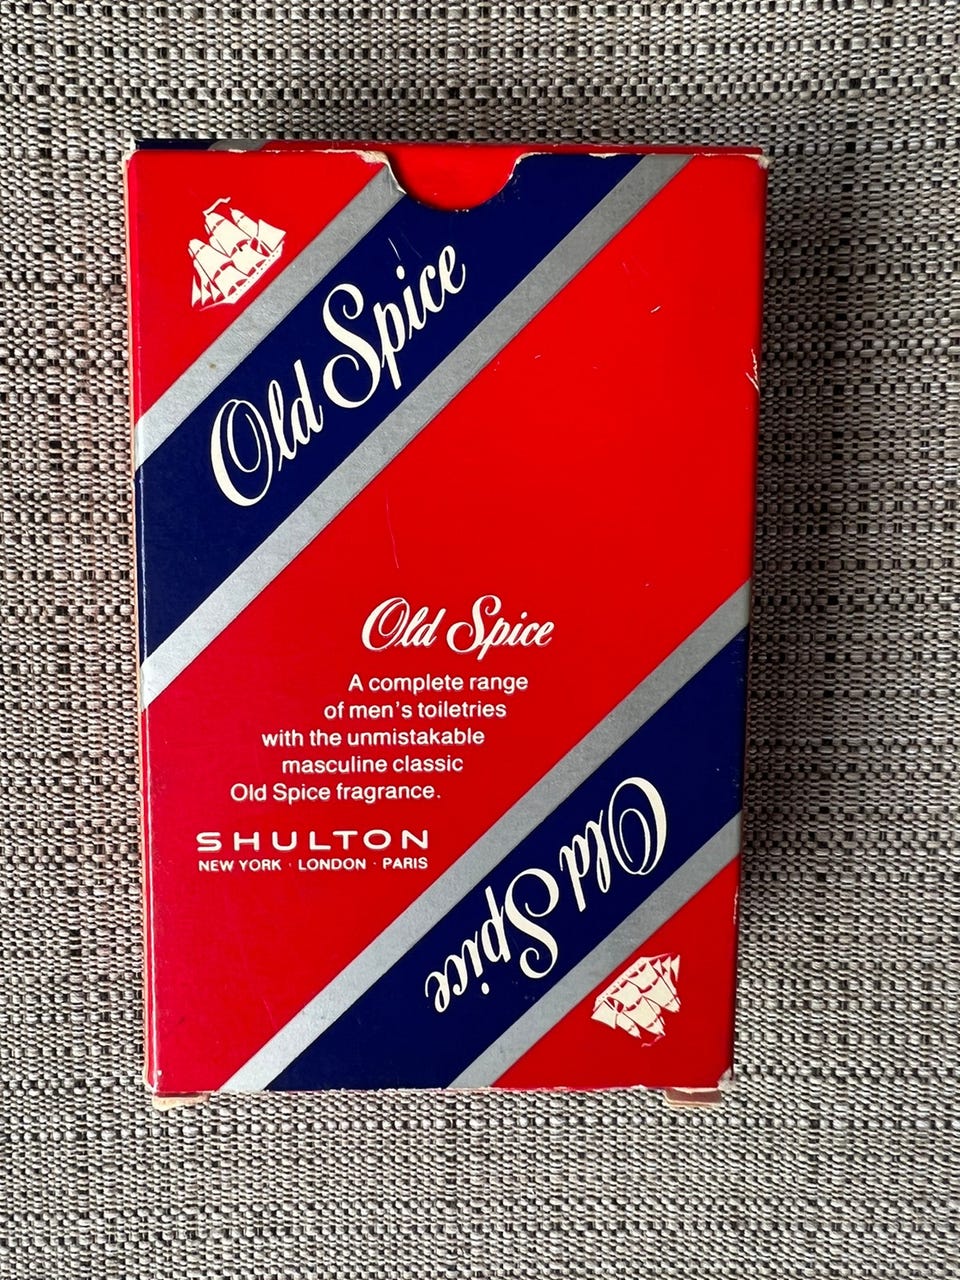 Old Spice
Old Spice
A complete range
of men's toiletries
with the unmistakable
masculine classic
Old Spice fragrance.
SHULTON
NEW YORK · LONDON · PARIS
Old Spice